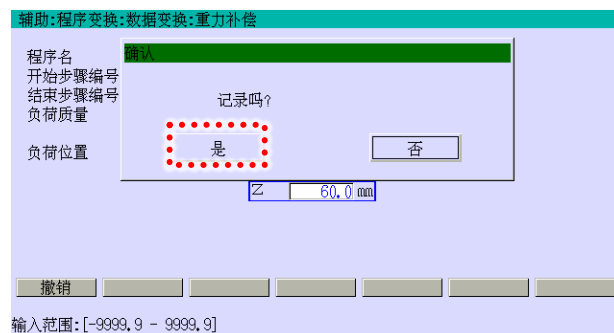 辅助:程序变换:数据变换:重力补偿
程序名
确认
开始步骤编号
结束步骤编号
记录吗?
负荷质量
负荷位置
是
否
Z 60.0 mm
撤销
输入范围:[-9999.9 - 9999.9]